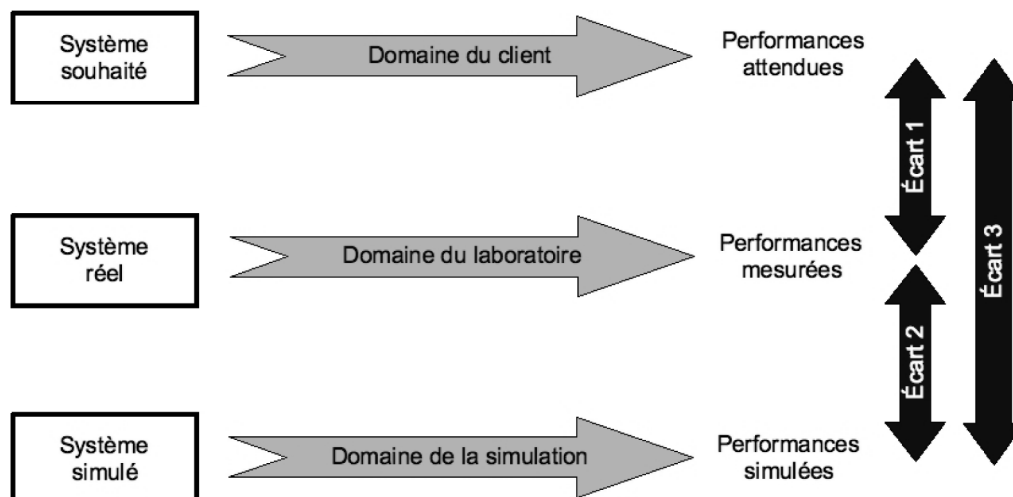 Système
souhaité
Domaine du client
Performances
attendues
Écart 1
Écart 3
Système
réel
Domaine du laboratoire
Performances
mesurées
Écart 2
Système
simulé
Domaine de la simulation
Performances
simulées